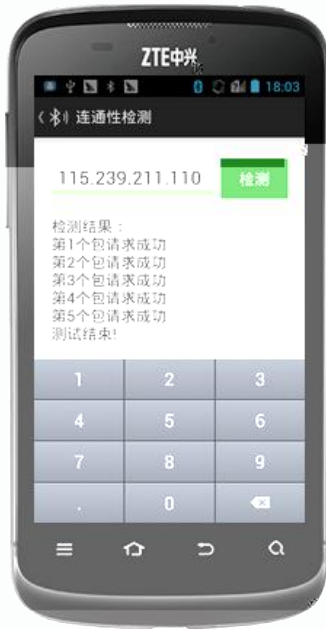 ZTE中兴
18:03
连通性检测
115.239.211.110
检测
检测结果：
第1个包请求成功
第2个包请求成功
第3个包请求成功
第4个包请求成功
第5个包请求成功
测试结束!
1 2 3
4 5 6
7 8 9
. 0